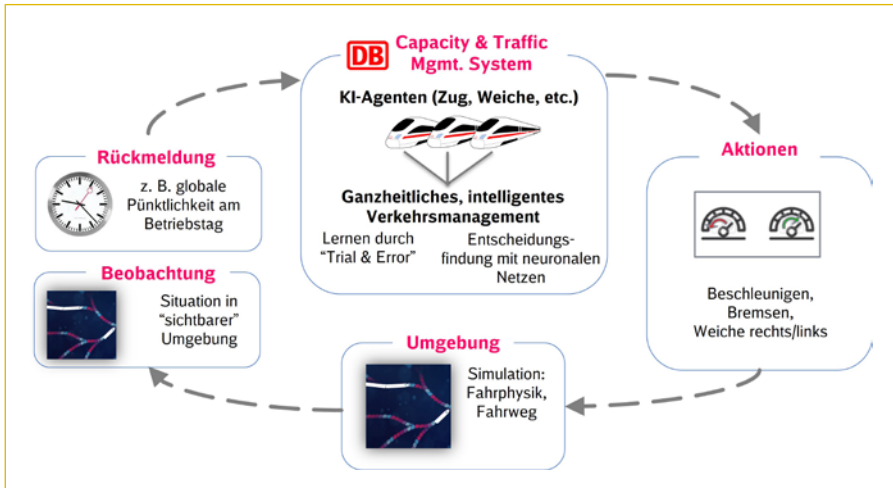 DB
Capacity & Traffic
Mgmt. System
KI-Agenten (Zug, Weiche, etc.)
Ganzheitliches, intelligentes
Verkehrsmanagement
Lernen durch
“Trial & Error”
Entscheidungs-
findung mit neuronalen
Netzen
Aktionen
Beschleunigen,
Bremsen,
Weiche rechts/links
Umgebung
Simulation:
Fahrphysik,
Fahrweg
Beobachtung
Situation in
“sichtbarer”
Umgebung
Rückmeldung
z. B. globale
Pünktlichkeit am
Betriebstag